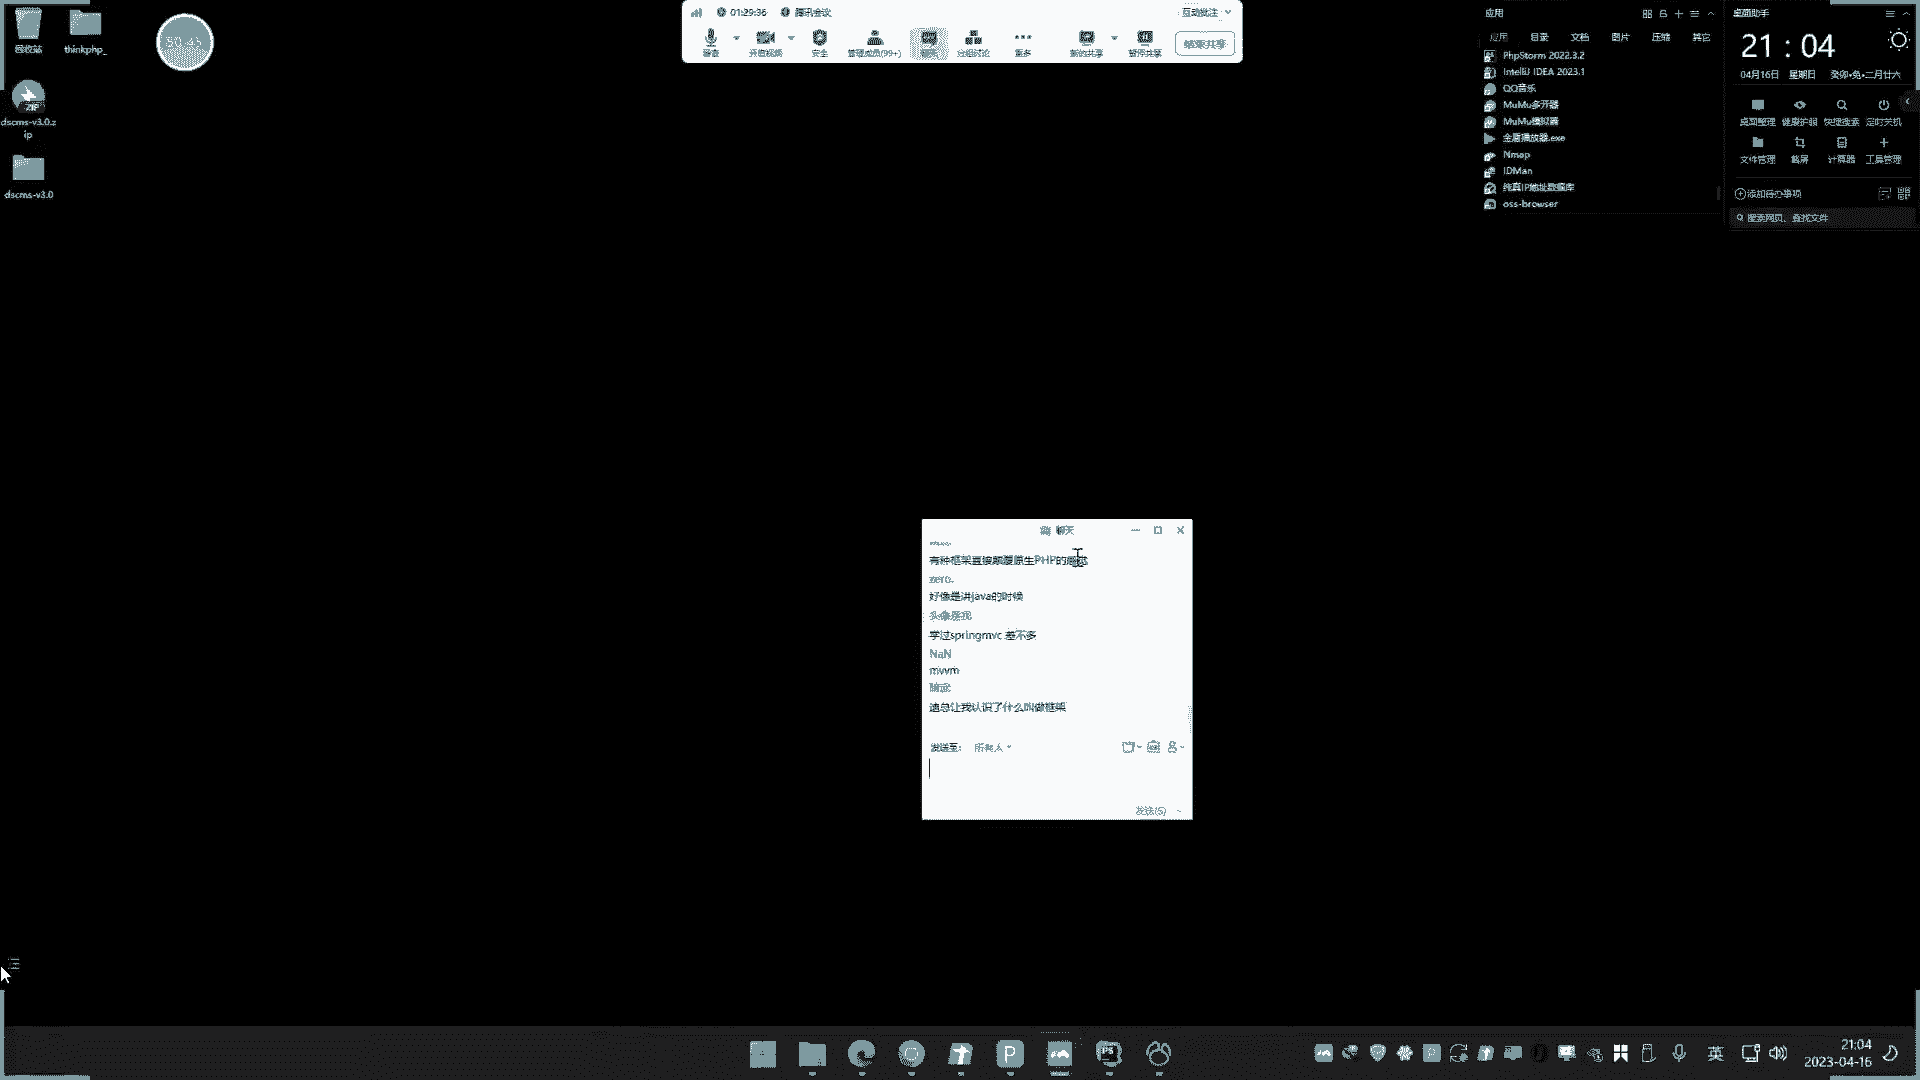 回收站
thinkphp_
50:45
dscms-v3.0.z
ip
dscms-v3.0
01:29:36
腾讯会议
互动批注
静音
开启视频
安全
管理成员(99+)
聊天
分组讨论
更多
新的共享
暂停共享
结束共享
应用
应用
目录
文档
图片
压缩
其它
PhpStorm 2022.3.2
IntelliJ IDEA 2023.1
QQ音乐
MuMu多开器
MuMu模拟器
金盾播放器.exe
Nmap
IDMan
纯真IP地址数据库
oss-browser
桌面助手
21 : 04
04月16日 星期日 癸卯•兔•二月廿六
桌面整理 健康护眼 快捷搜索 定时关机
文件管理 截屏 计算器 工具管理
添加待办事项
搜索网页、查找文件
聊天
有种框架直接颠覆原生PHP的感觉
zero.
好像是讲java的时候
头像是我
学过springmvc 差不多
NaN
mvvm
迪总让我认识了什么叫做框架
发送至: 所有人
发送(S)
英
21:04
2023-04-16